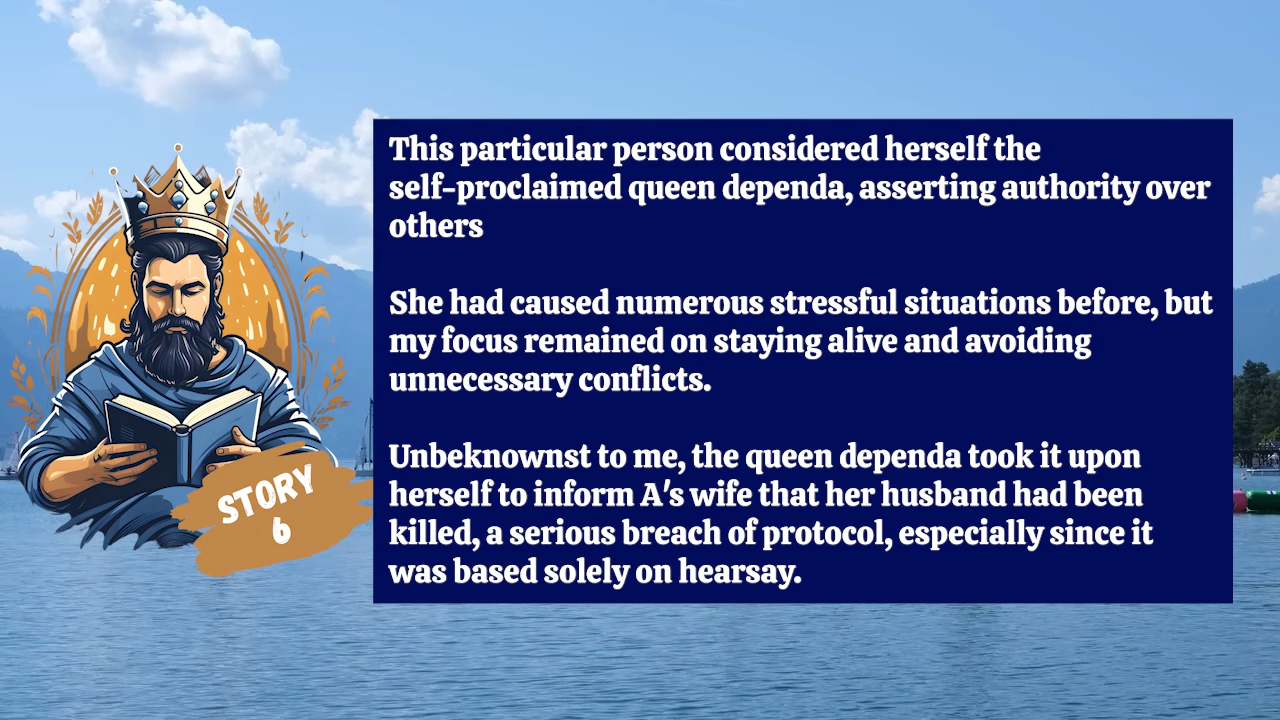 This particular person considered herself the
self-proclaimed queen dependa, asserting authority over
others
She had caused numerous stressful situations before, but
my focus remained on staying alive and avoiding
unnecessary conflicts.
Unbeknownst to me, the queen dependa took it upon
herself to inform A's wife that her husband had been
killed, a serious breach of protocol, especially since it
was based solely on hearsay.
STORY
6